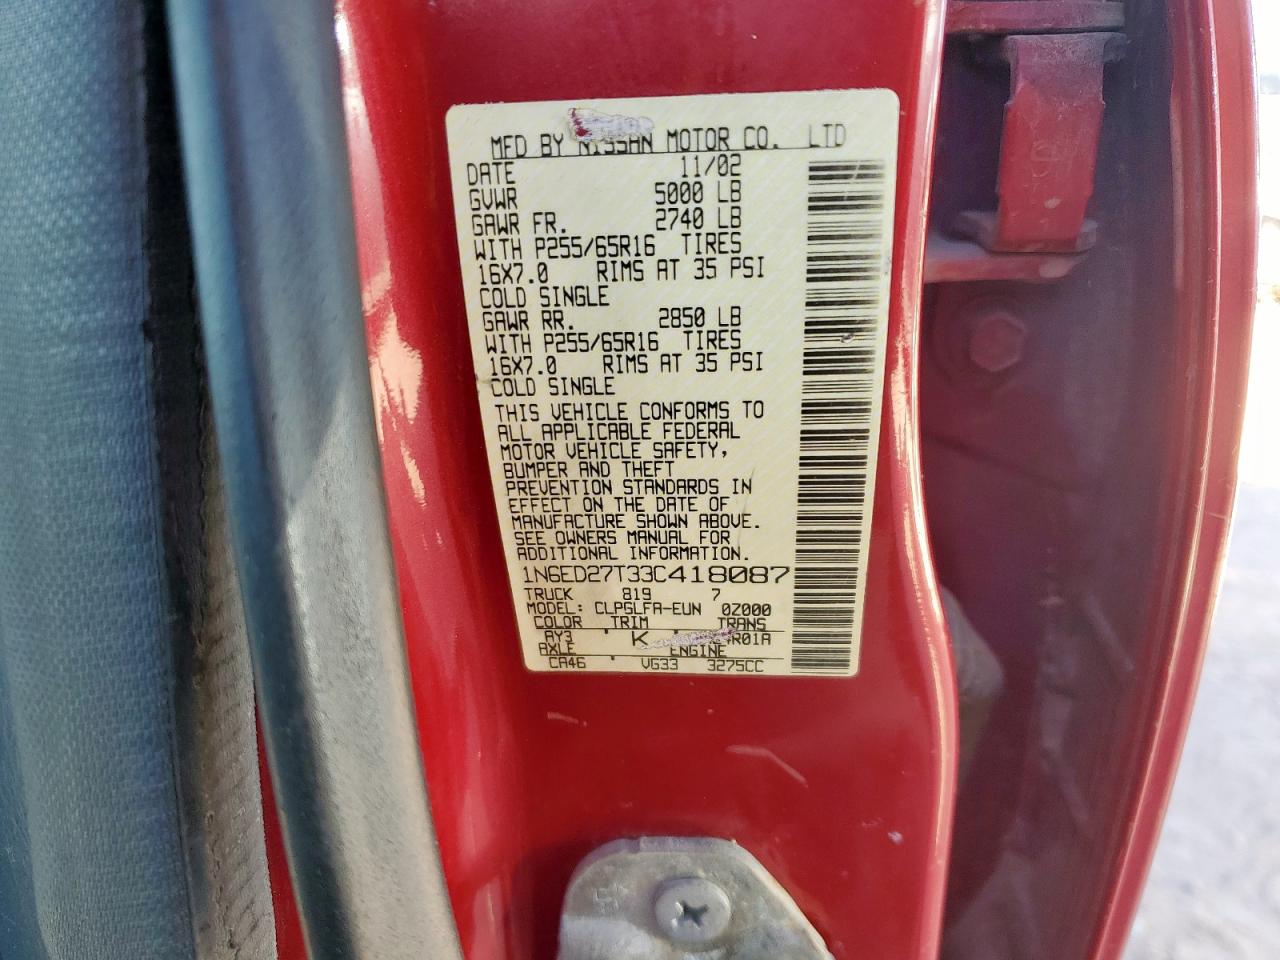 MFD BY NISSAN MOTOR CO. LTD
DATE 11/02
GVWR 5000 LB
GAWR FR. 2740 LB
WITH P255/65R16 TIRES
16X7.0 RIMS AT 35 PSI
COLD SINGLE
GAWR RR. 2850 LB
WITH P255/65R16 TIRES
16X7.0 RIMS AT 35 PSI
COLD SINGLE
THIS VEHICLE CONFORMS TO
ALL APPLICABLE FEDERAL
MOTOR VEHICLE SAFETY,
BUMPER AND THEFT
PREVENTION STANDARDS IN
EFFECT ON THE DATE OF
MANUFACTURE SHOWN ABOVE.
SEE OWNERS MANUAL FOR
ADDITIONAL INFORMATION.
1N6ED27T33C418087
TRUCK 819 7
MODEL: CLPSLFA-EUN 0Z000
COLOR TRIM TRANS
AY3 K
AXLE ENGINE
CA46 VG33 3275CC